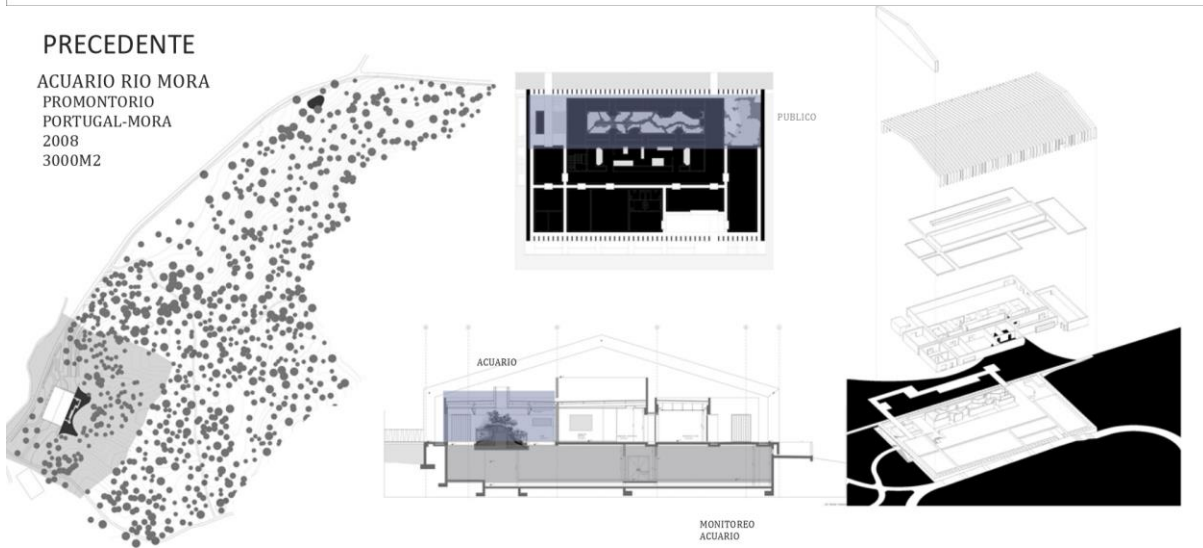 PRECEDENTE
ACUARIO RIO MORA
PROMONTORIO
PORTUGAL-MORA
2008
3000M2
PUBLICO
ACUARIO
MONITOREO
ACUARIO